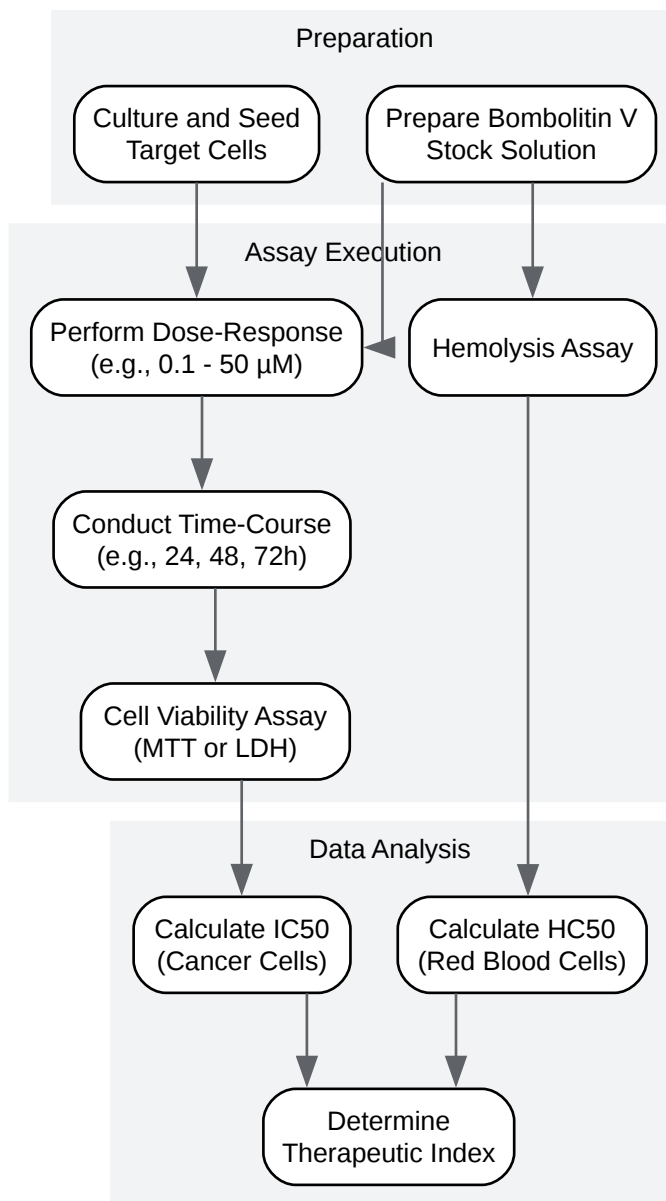 Preparation
Culture and Seed
Target Cells
Prepare Bombolitin V
Stock Solution
Assay Execution
Perform Dose-Response
(e.g., 0.1 - 50 µM)
Hemolysis Assay
Conduct Time-Course
(e.g., 24, 48, 72h)
Cell Viability Assay
(MTT or LDH)
Data Analysis
Calculate IC50
(Cancer Cells)
Calculate HC50
(Red Blood Cells)
Determine
Therapeutic Index